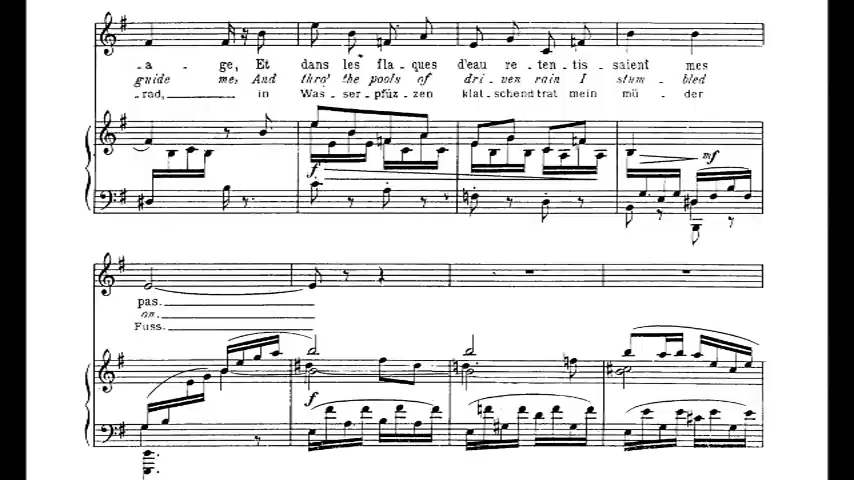 - a - ge, Et dans les fla - ques d'eau re - ten - tis - saient mes
guide me, And thro' the pools of dri - ven rain I stum - bled
- rad, in Was - ser - pfüz - zen klat - schend trat mein mü - der
f
mf
pas.
on.
Fuss.
f